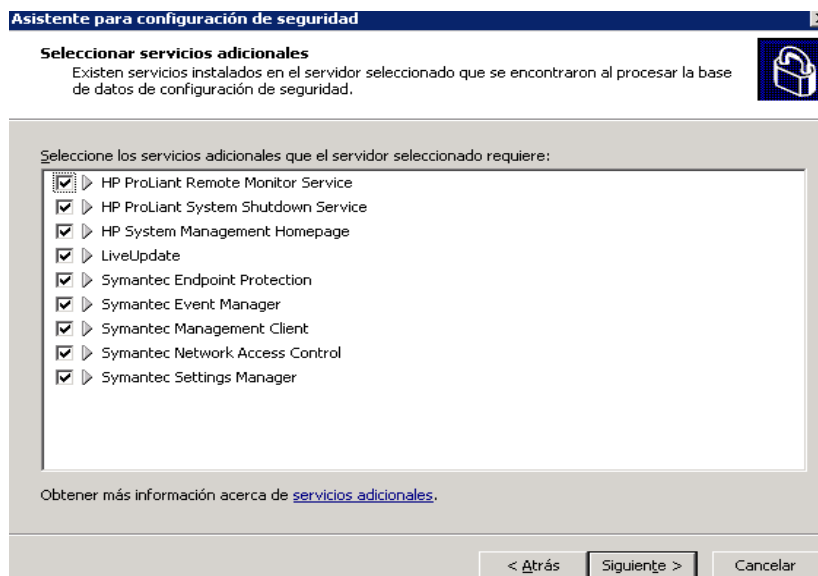 Asistente para configuración de seguridad
Seleccionar servicios adicionales
Existen servicios instalados en el servidor seleccionado que se encontraron al procesar la base
de datos de configuración de seguridad.
Seleccione los servicios adicionales que el servidor seleccionado requiere:
HP ProLiant Remote Monitor Service
HP ProLiant System Shutdown Service
HP System Management Homepage
LiveUpdate
Symantec Endpoint Protection
Symantec Event Manager
Symantec Management Client
Symantec Network Access Control
Symantec Settings Manager
Obtener más información acerca de servicios adicionales.
< Atrás
Siguiente >
Cancelar